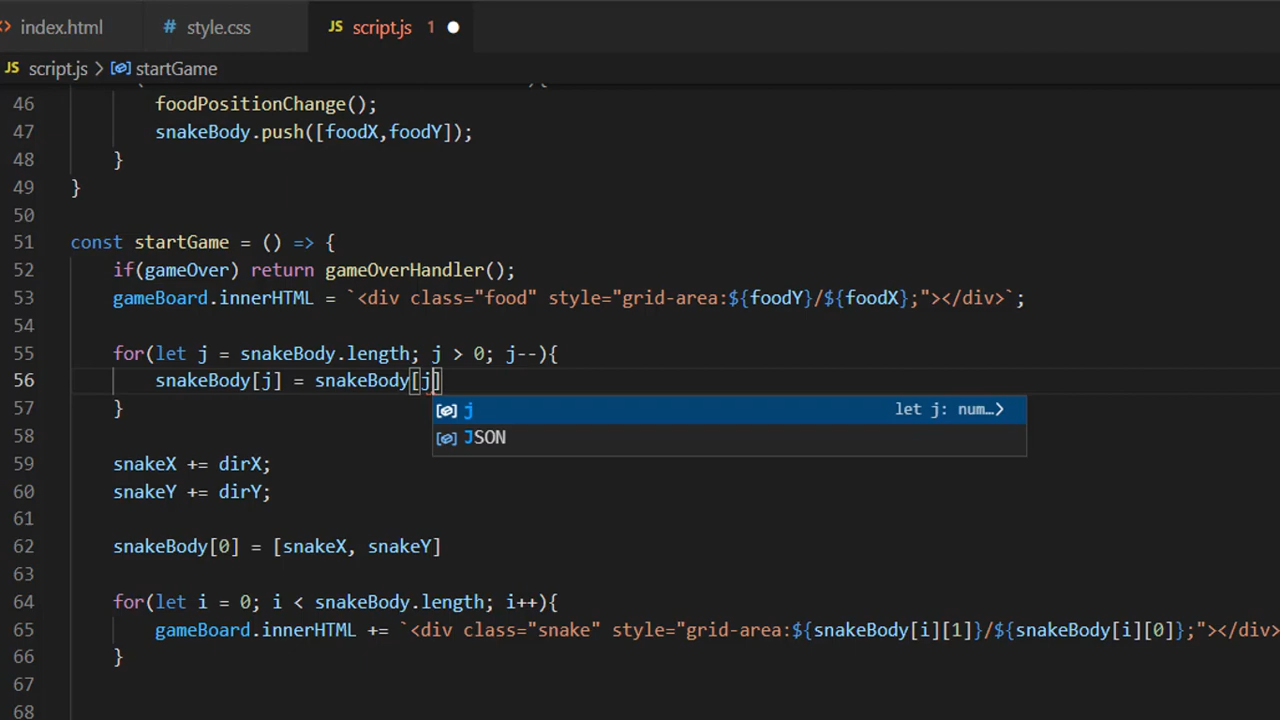 index.html # style.css JS script.js 1
JS script.js > startGame
46 foodPositionChange();
47 snakeBody.push([foodX,foodY]);
48 }
49 }
50
51 const startGame = () => {
52 if(gameOver) return gameOverHandler();
53 gameBoard.innerHTML = `<div class="food" style="grid-area:${foodY}/${foodX};"></div>`;
54
55 for(let j = snakeBody.length; j > 0; j--){
56 snakeBody[j] = snakeBody[j]
57 }
j let j: num…>
JSON
58
59 snakeX += dirX;
60 snakeY += dirY;
61
62 snakeBody[0] = [snakeX, snakeY]
63
64 for(let i = 0; i < snakeBody.length; i++){
65 gameBoard.innerHTML += `<div class="snake" style="grid-area:${snakeBody[i][1]}/${snakeBody[i][0]};"></div>
66 }
67
68